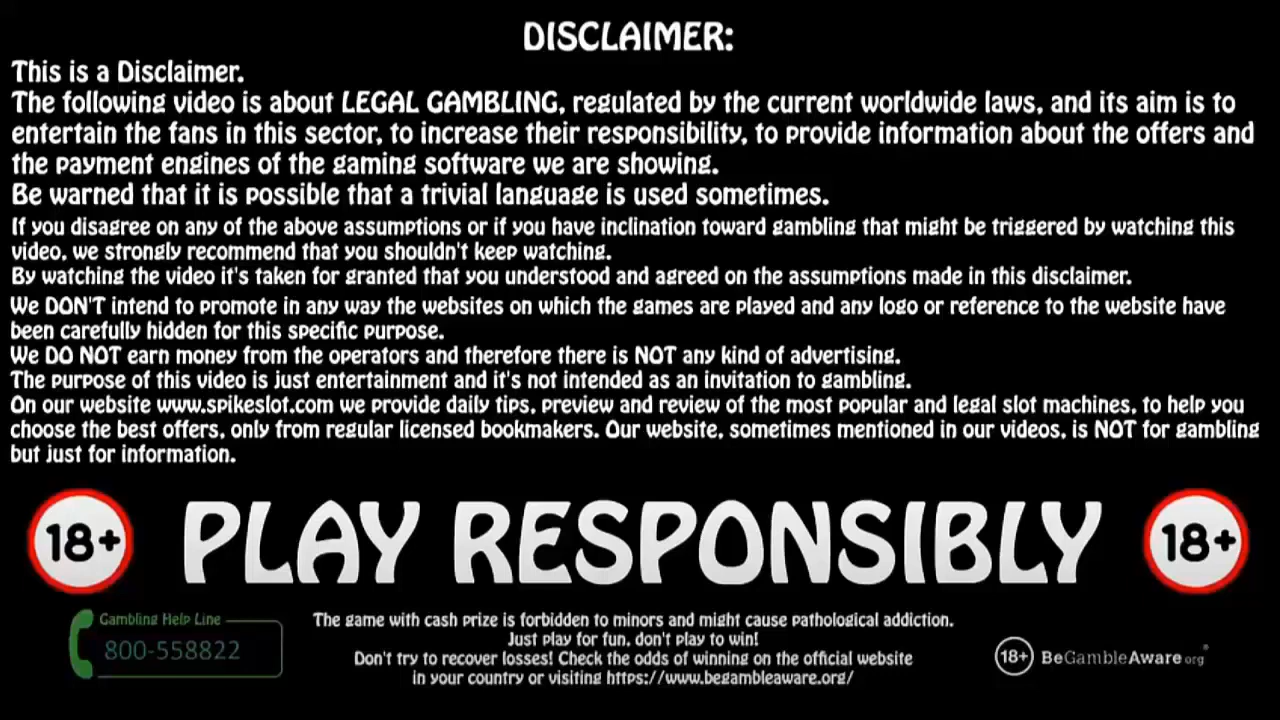 DISCLAIMER:
This is a Disclaimer.
The following video is about LEGAL GAMBLING, regulated by the current worldwide laws, and its aim is to
entertain the fans in this sector, to increase their responsibility, to provide information about the offers and
the payment engines of the gaming software we are showing.
Be warned that it is possible that a trivial language is used sometimes.
If you disagree on any of the above assumptions or if you have inclination toward gambling that might be triggered by watching this
video, we strongly recommend that you shouldn't keep watching.
By watching the video it's taken for granted that you understood and agreed on the assumptions made in this disclaimer.
We DON'T intend to promote in any way the websites on which the games are played and any logo or reference to the website have
been carefully hidden for this specific purpose.
We DO NOT earn money from the operators and therefore there is NOT any kind of advertising.
The purpose of this video is just entertainment and it's not intended as an invitation to gambling.
On our website www.spikeslot.com we provide daily tips, preview and review of the most popular and legal slot machines, to help you
choose the best offers, only from regular licensed bookmakers. Our website, sometimes mentioned in our videos, is NOT for gambling
but just for information.
18+ PLAY RESPONSIBLY 18+
Gambling Help Line
800-558822
The game with cash prize is forbidden to minors and might cause pathological addiction.
Just play for fun, don't play to win!
Don't try to recover losses! Check the odds of winning on the official website
in your country or visiting https://www.begambleaware.org/
18+ BeGambleAware.org®